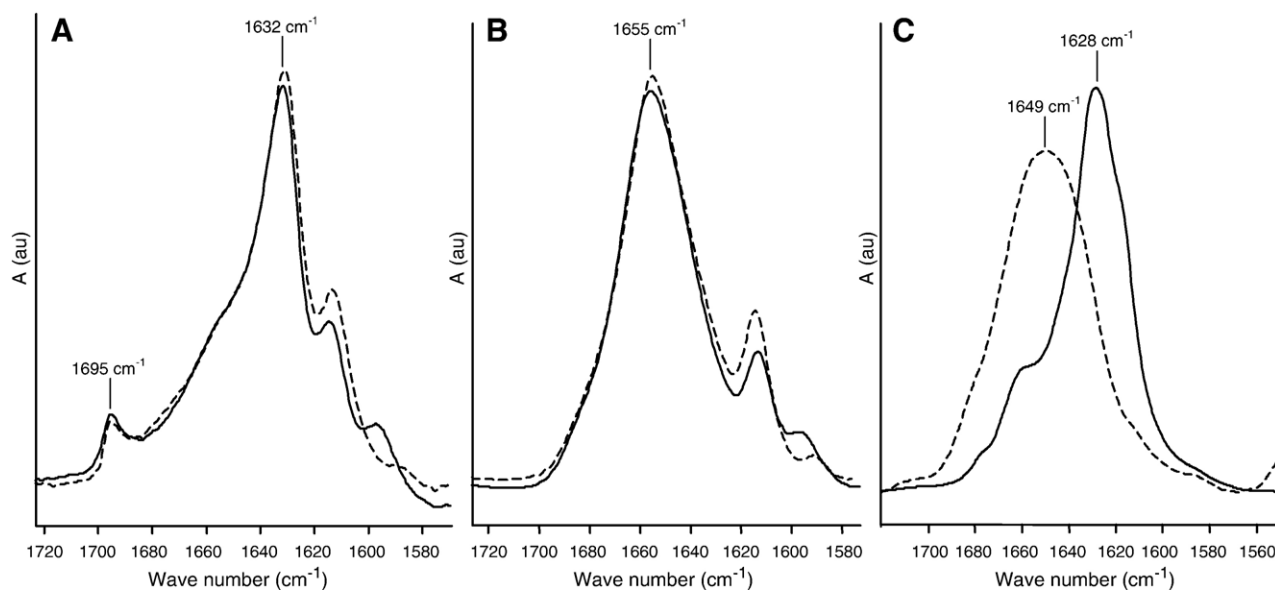 A
1632 cm⁻¹
1695 cm⁻¹
A (au)
1720 1700 1680 1660 1640 1620 1600 1580
Wave number (cm⁻¹)
B
1655 cm⁻¹
A (au)
1720 1700 1680 1660 1640 1620 1600 1580
Wave number (cm⁻¹)
C
1628 cm⁻¹
1649 cm⁻¹
A (au)
1700 1680 1660 1640 1620 1600 1580 1560
Wave number (cm⁻¹)